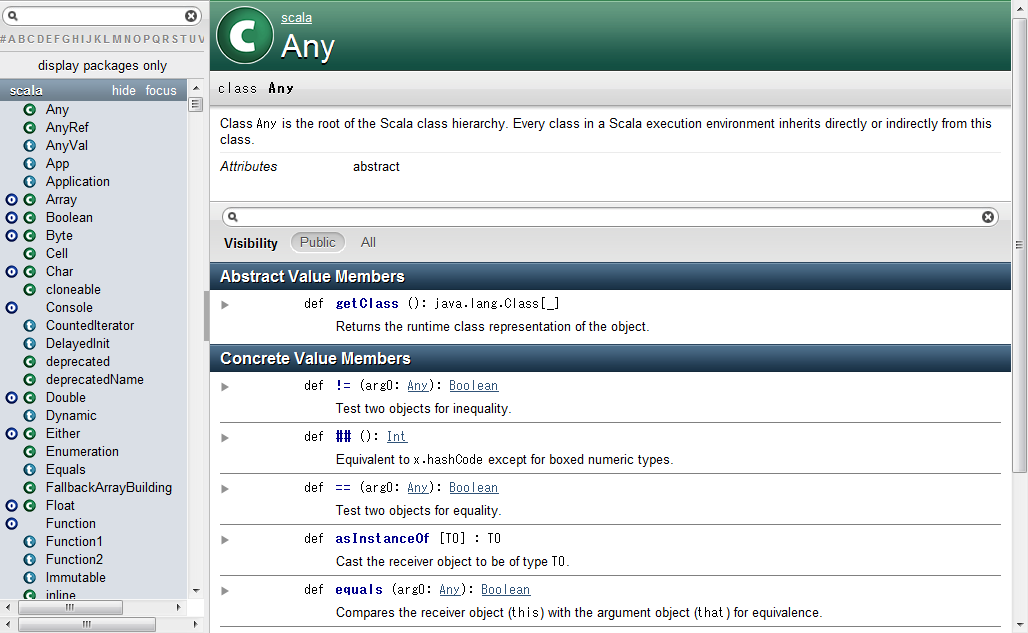 #ABCDEFGHIJKLMNOPQRSTUV
display packages only
scala hide focus
Any
AnyRef
AnyVal
App
Application
Array
Boolean
Byte
Cell
Char
cloneable
Console
CountedIterator
DelayedInit
deprecated
deprecatedName
Double
Dynamic
Either
Enumeration
Equals
FallbackArrayBuilding
Float
Function
Function1
Function2
Immutable
inline
scala
Any
class Any
Class Any is the root of the Scala class hierarchy. Every class in a Scala execution environment inherits directly or indirectly from this
class.
Attributes abstract
Visibility Public All
Abstract Value Members
def getClass (): java.lang.Class[_]
Returns the runtime class representation of the object.
Concrete Value Members
def != (arg0: Any): Boolean
Test two objects for inequality.
def ## (): Int
Equivalent to x.hashCode except for boxed numeric types.
def == (arg0: Any): Boolean
Test two objects for equality.
def asInstanceOf [T0] : T0
Cast the receiver object to be of type T0.
def equals (arg0: Any): Boolean
Compares the receiver object (this) with the argument object (that) for equivalence.